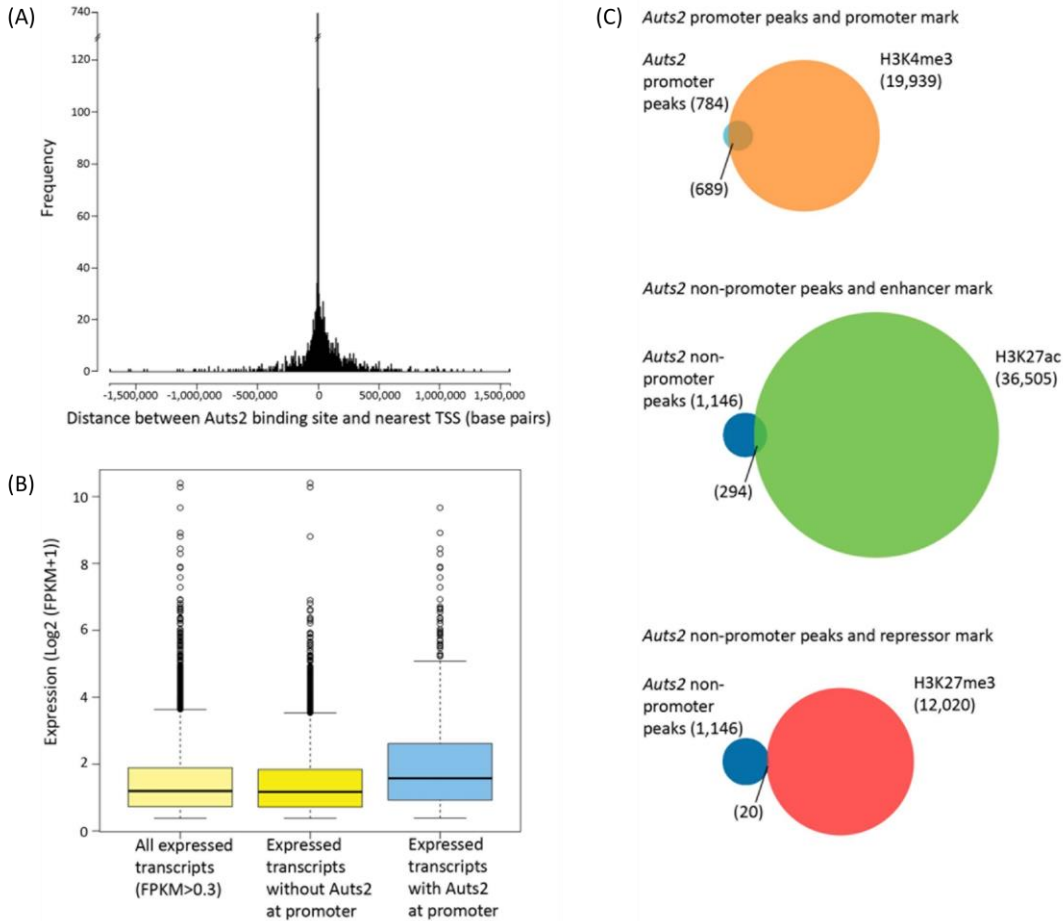 (A)
740
120
100
80
60
40
20
0
Frequency
-1,500,000 -1,000,000 -500,000 0 500,000 1,000,000 1,500,000
Distance between Auts2 binding site and nearest TSS (base pairs)
(B)
10
8
6
4
2
0
Expression (Log2 (FPKM+1))
All expressed
transcripts
(FPKM>0.3)
Expressed
transcripts
without Auts2
at promoter
Expressed
transcripts
with Auts2
at promoter
(C)
Auts2 promoter peaks and promoter mark
Auts2
promoter
peaks (784)
H3K4me3
(19,939)
(689)
Auts2 non-promoter peaks and enhancer mark
Auts2 non-
promoter
peaks (1,146)
H3K27ac
(36,505)
(294)
Auts2 non-promoter peaks and repressor mark
Auts2 non-
promoter
peaks (1,146)
H3K27me3
(12,020)
(20)